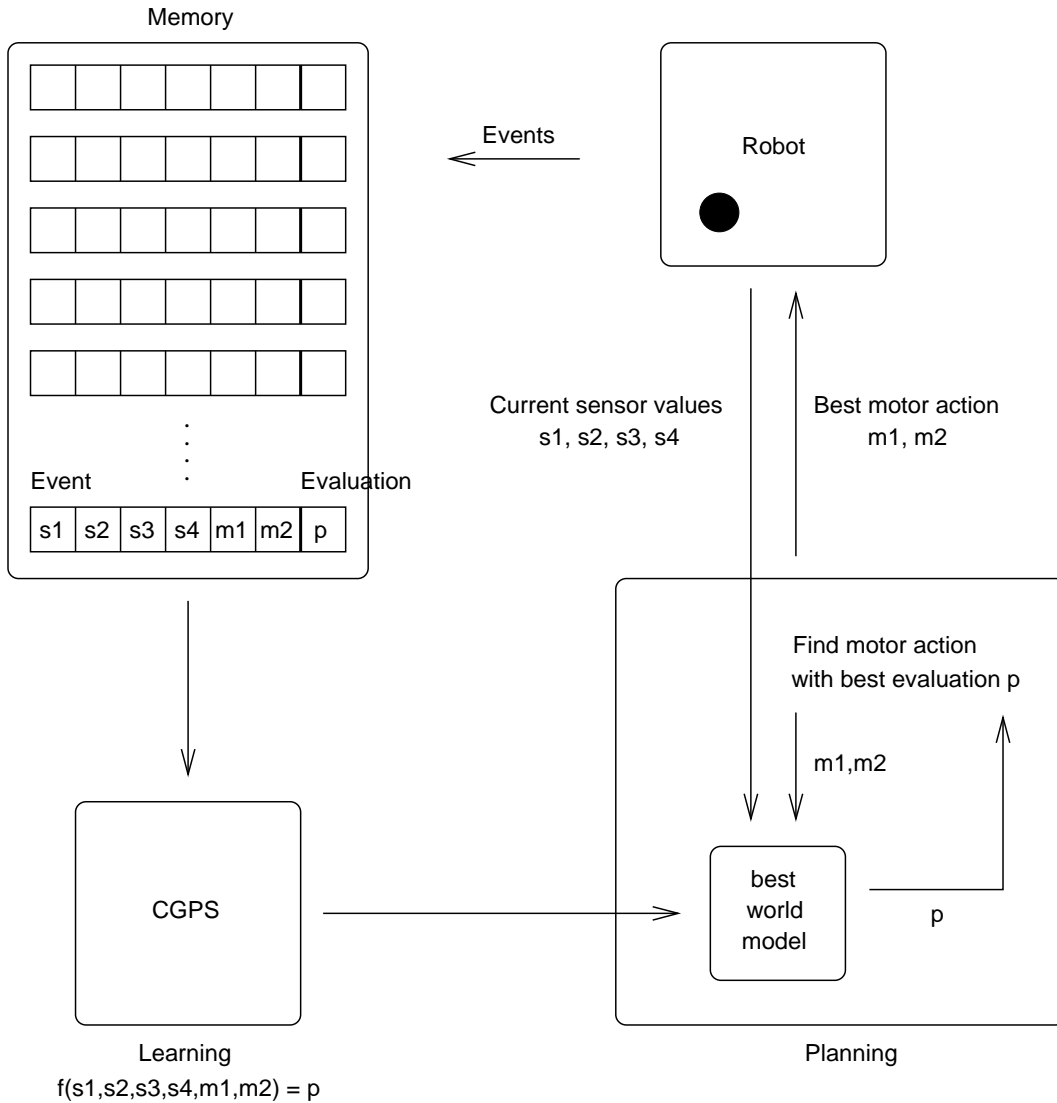 Memory
Events
Robot
Current sensor values
s1, s2, s3, s4
Best motor action
m1, m2
Event
Evaluation
s1 s2 s3 s4 m1 m2 p
Find motor action
with best evaluation p
m1,m2
CGPS
best
world
model
p
Learning
f(s1,s2,s3,s4,m1,m2) = p
Planning